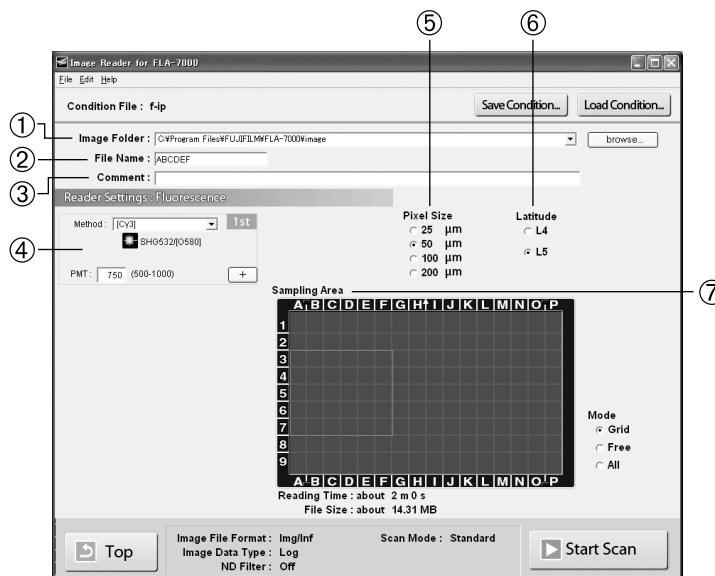 ⑤ ⑥
Image Reader for FLA-7000
File Edit Help
Condition File : f-ip
Save Condition...
Load Condition...
① Image Folder : C:¥Program Files¥FUJIFILM¥FLA-7000¥image
browse...
② File Name : ABCDEF
③ Comment :
Reader Settings : Fluorescence
④
Method : [Cy3]
1st
SHG532/[O580]
PMT : 750 (500-1000)
+
Pixel Size
25 µm
50 µm
100 µm
200 µm
Latitude
L4
L5
Sampling Area
⑦
A B C D E F G H I J K L M N O P
1
2
3
4
5
6
7
8
9
A B C D E F G H I J K L M N O P
Mode
Grid
Free
All
Reading Time : about 2 m 0 s
File Size : about 14.31 MB
Top
Image File Format : Img/Inf
Image Data Type : Log
ND Filter : Off
Scan Mode : Standard
Start Scan